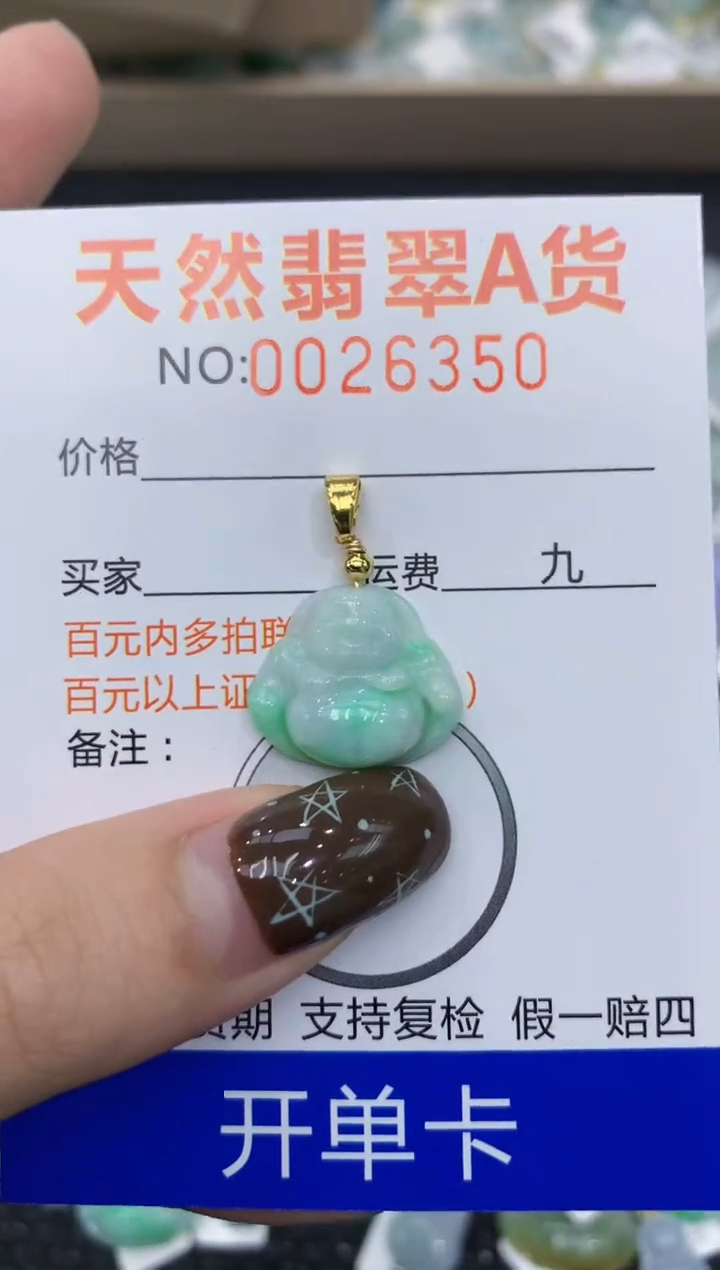 天然翡翠A货
NO:0026350
价格
买家 运费 九
百元内多拍联
百元以上证 )
备注：
期 支持复检 假一赔四
开单卡